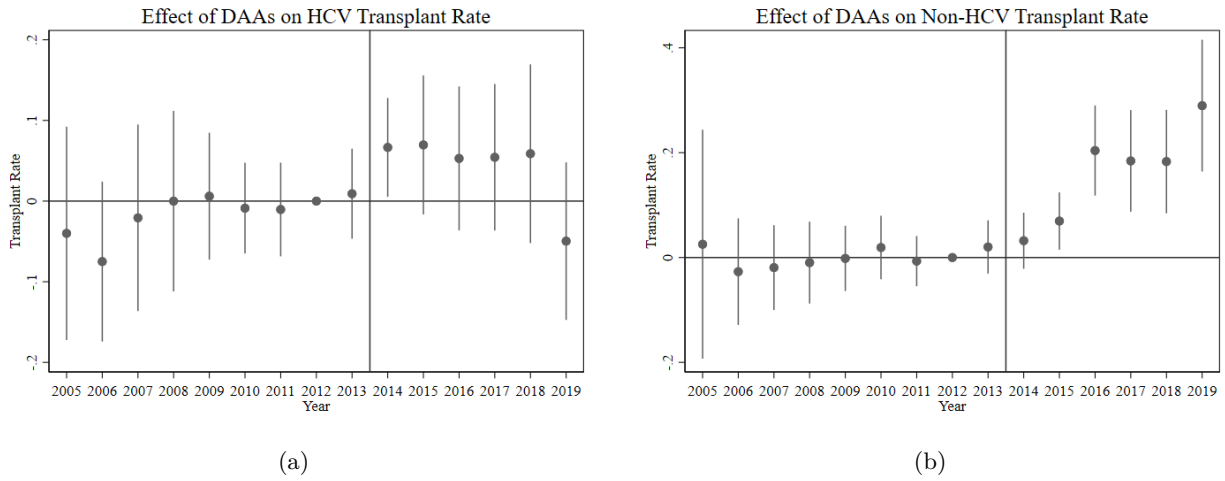 Effect of DAAs on HCV Transplant Rate
Transplant Rate
.2
.1
0
-.1
-.2
2005 2006 2007 2008 2009 2010 2011 2012 2013 2014 2015 2016 2017 2018 2019
Year
(a)
Effect of DAAs on Non-HCV Transplant Rate
Transplant Rate
.4
.2
0
-.2
2005 2006 2007 2008 2009 2010 2011 2012 2013 2014 2015 2016 2017 2018 2019
Year
(b)